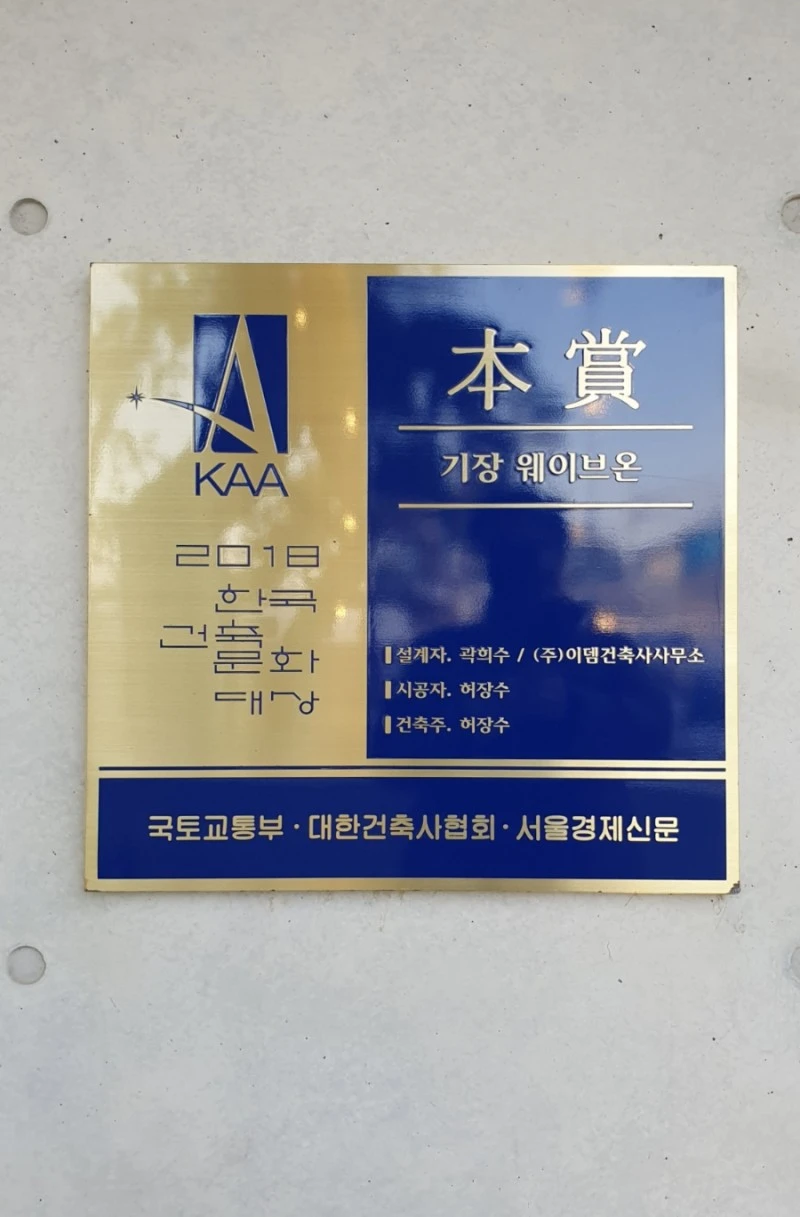 KAA
2018
한국
건축
문화
대상
本賞
기장 웨이브온
설계자. 곽희수 / (주)이뎀건축사사무소
시공자. 허장수
건축주. 허장수
국토교통부·대한건축사협회·서울경제신문